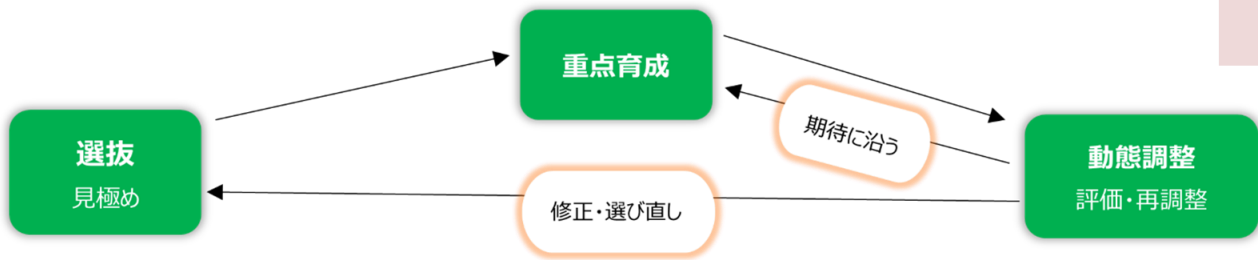 重点育成
選抜
見極め
期待に沿う
動態調整
評価・再調整
修正・選び直し